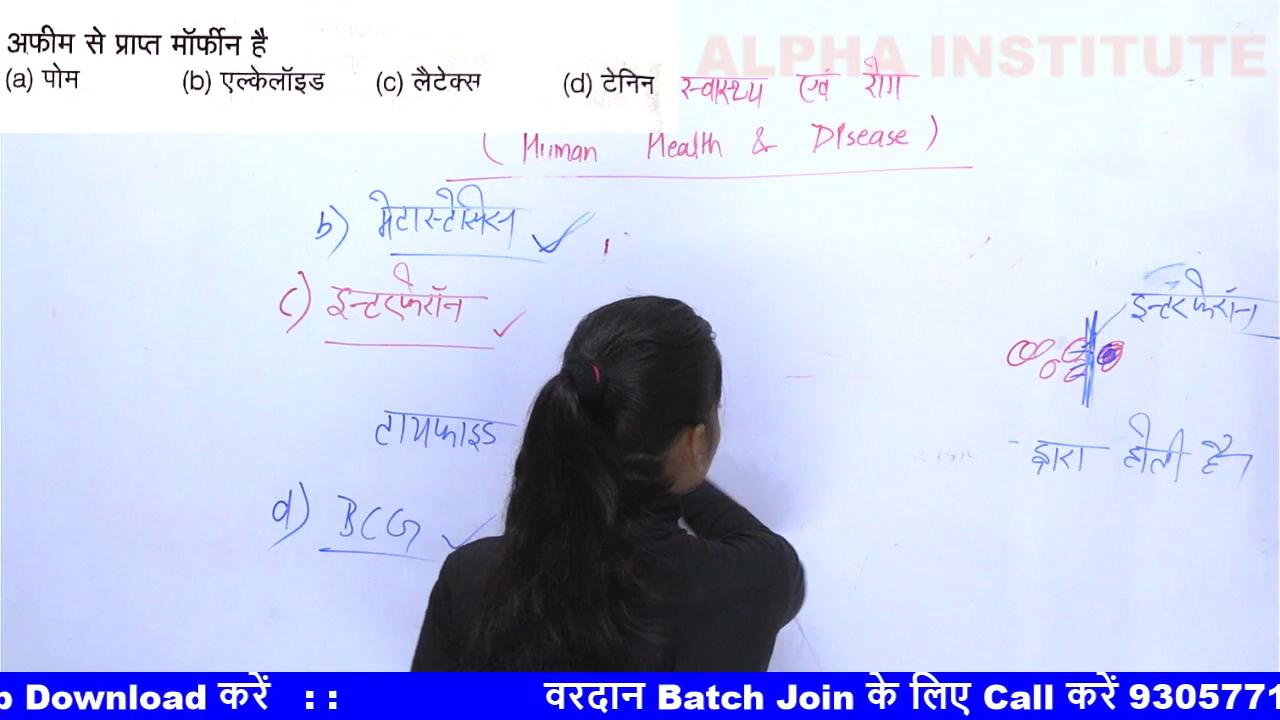 अफीम से प्राप्त मॉर्फीन है
(a) पोम (b) एल्केलॉइड (c) लैटेक्स (d) टेनिन
ALPHA INSTITUTE
स्वास्थ्य एवं रोग
( Human Health & Disease )
b) मेटास्टेसिस
c) इन्टरफेरॉन
इन्टरफेरॉन
टायफाइड
द्वारा होती है
d) BCG
p Download करें : : वरदान Batch Join के लिए Call करें 9305771